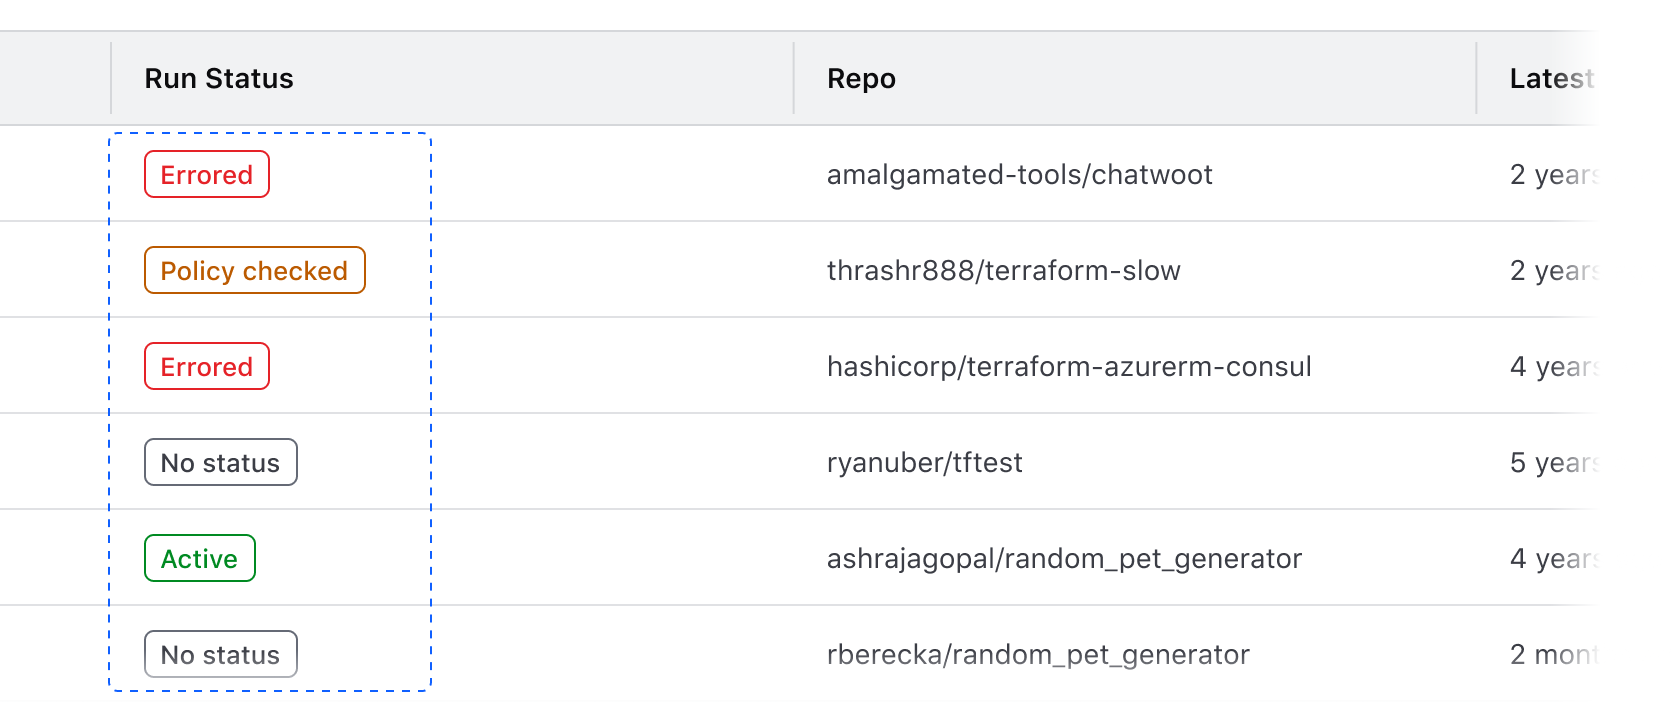 Run Status Repo Latest
Errored amalgamated-tools/chatwoot 2 years
Policy checked thrashr888/terraform-slow 2 years
Errored hashicorp/terraform-azurerm-consul 4 years
No status ryanuber/tftest 5 years
Active ashrajagopal/random_pet_generator 4 years
No status rberecka/random_pet_generator 2 mont